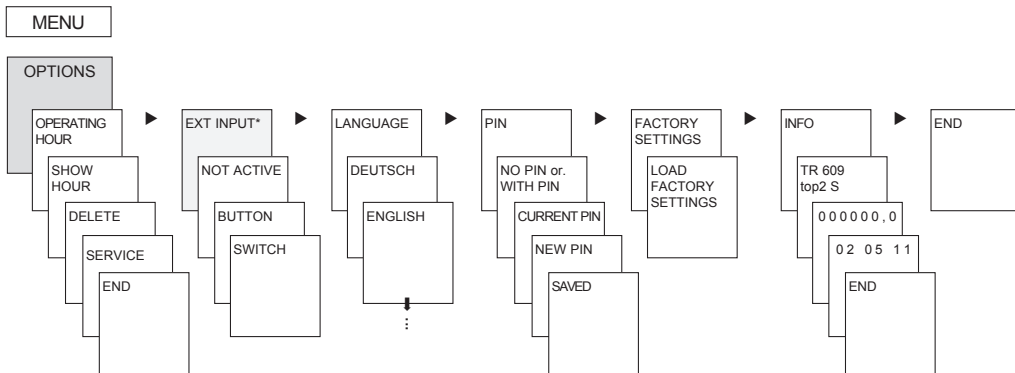 MENU
OPTIONS
OPERATING
HOUR
SHOW
HOUR
DELETE
SERVICE
END
EXT INPUT*
NOT ACTIVE
BUTTON
SWITCH
LANGUAGE
DEUTSCH
ENGLISH
...
PIN
NO PIN or.
WITH PIN
CURRENT PIN
NEW PIN
SAVED
FACTORY
SETTINGS
LOAD
FACTORY
SETTINGS
INFO
TR 609
top2 S
000000,0
02 05 11
END
END